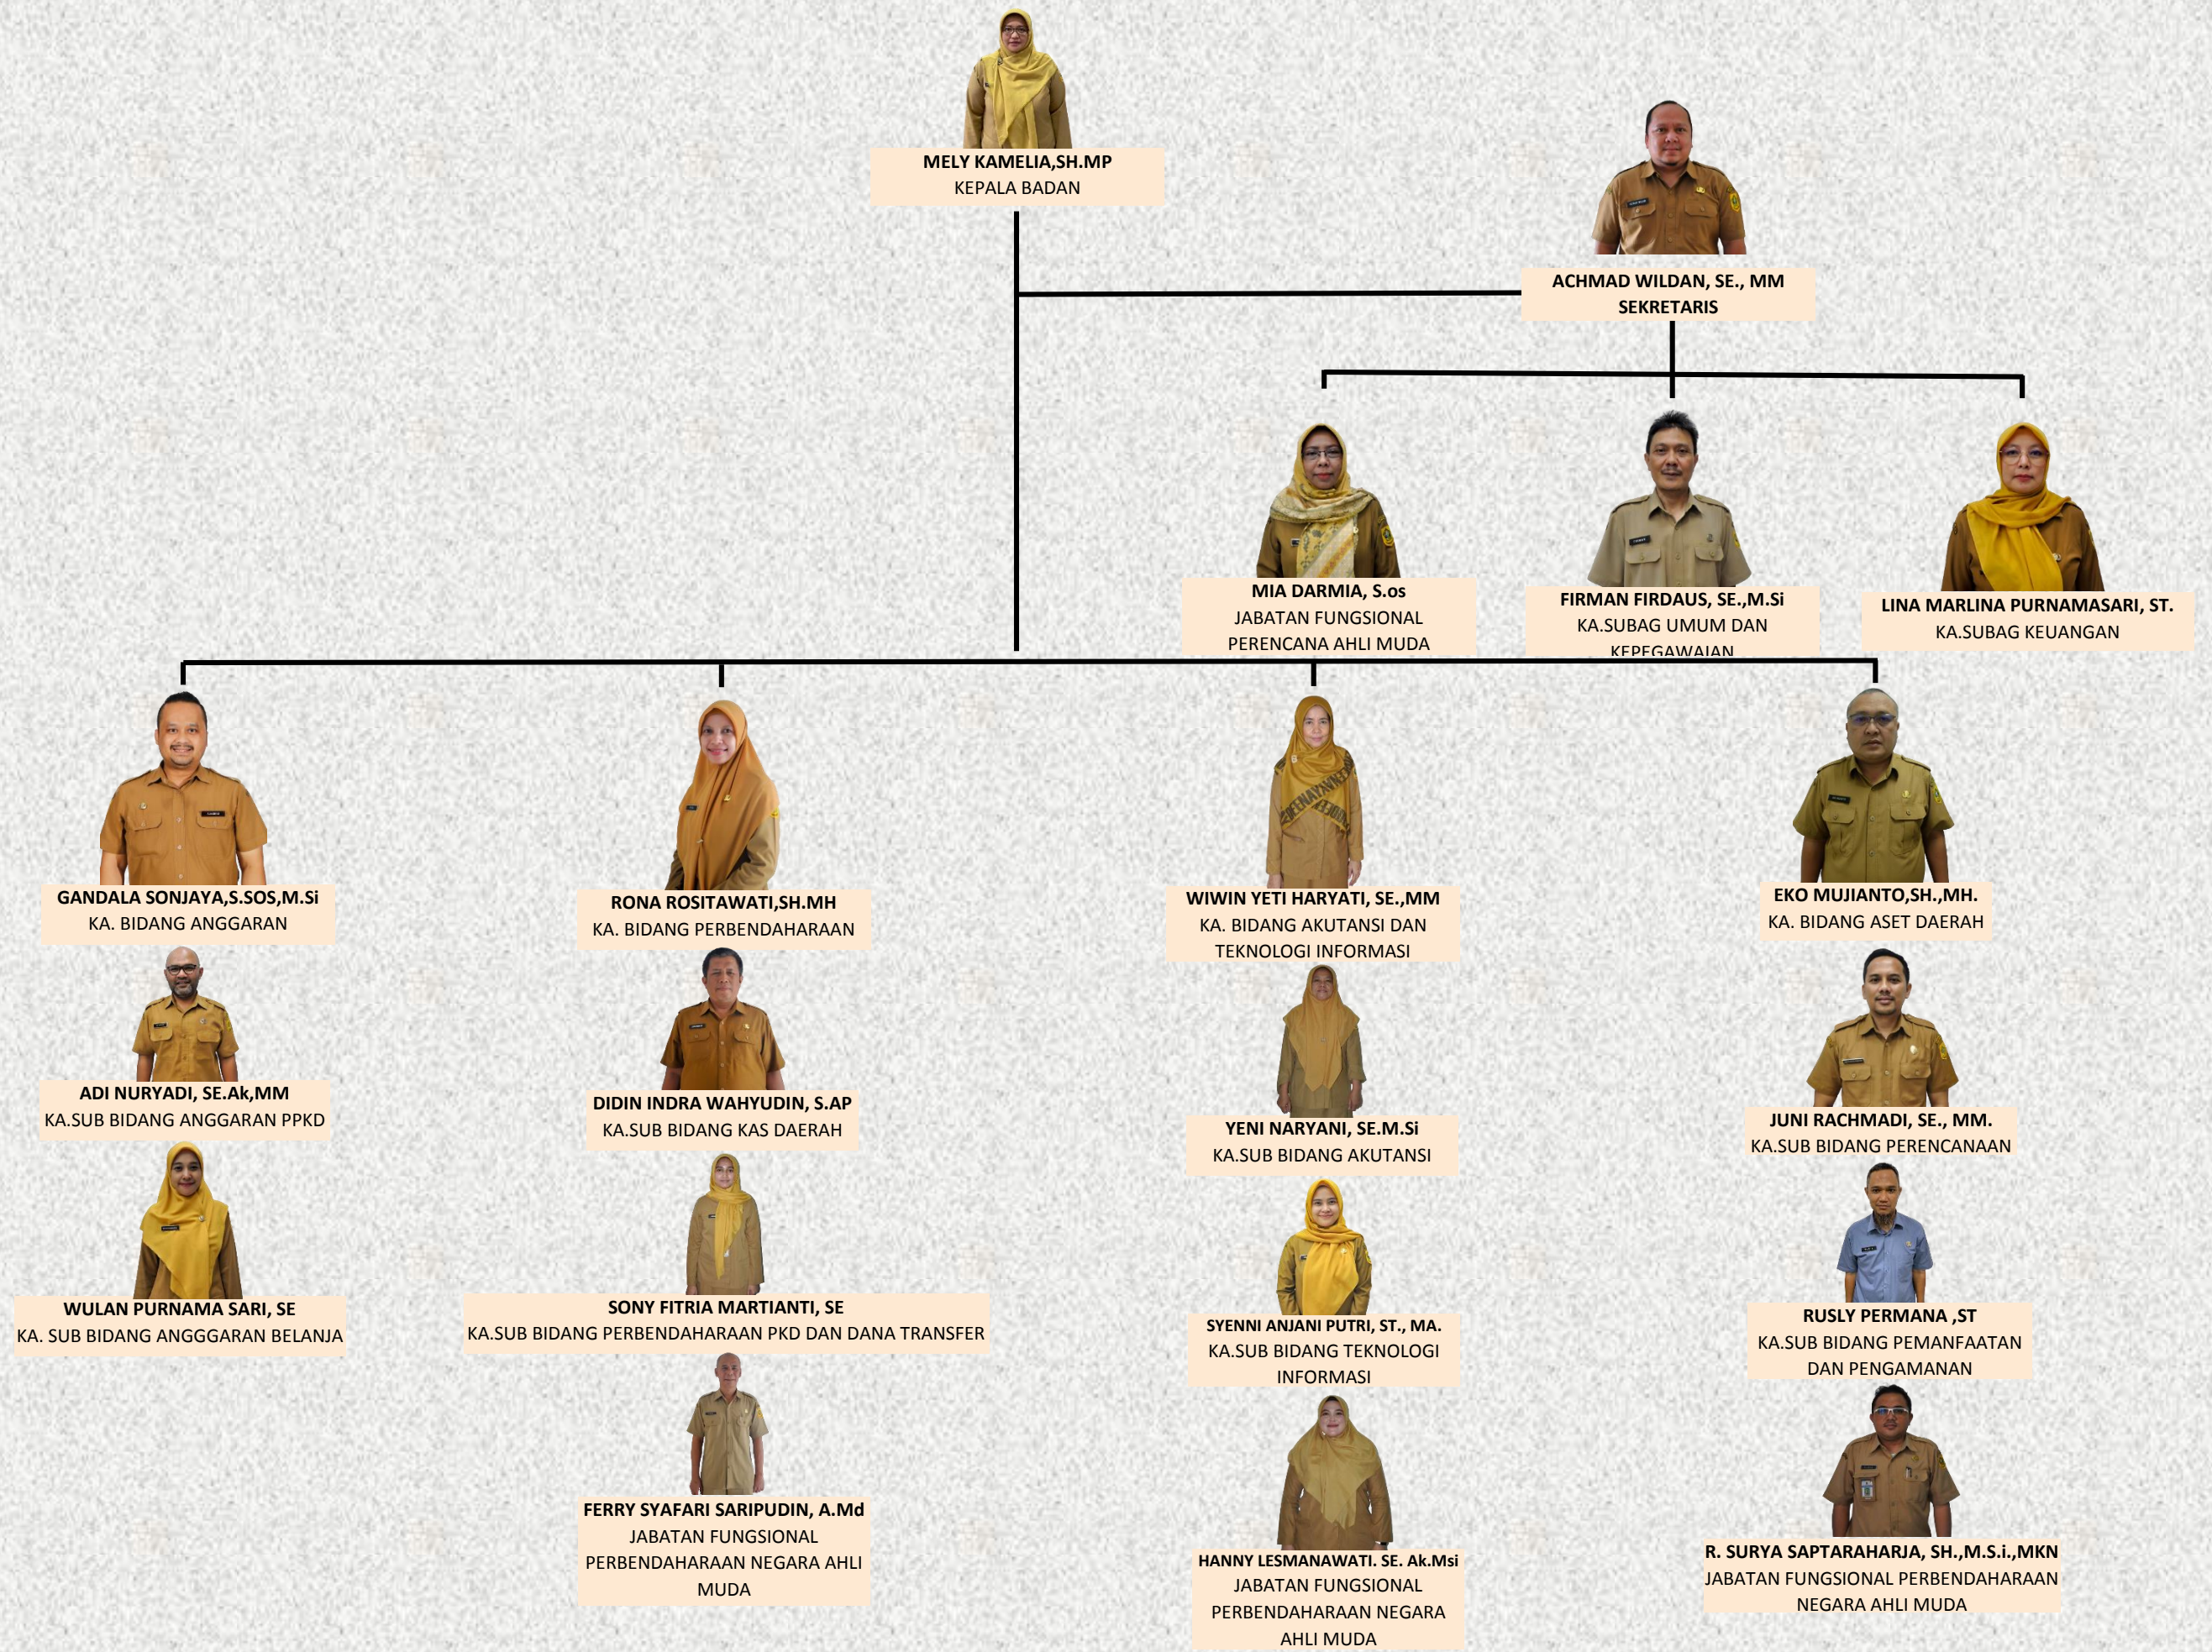 MELY KAMELIA,SH.MP
KEPALA BADAN
ACHMAD WILDAN, SE., MM
SEKRETARIS
MIA DARMIA, S.os
JABATAN FUNGSIONAL
PERENCANA AHLI MUDA
FIRMAN FIRDAUS, SE.,M.Si
KA.SUBAG UMUM DAN
KEPEGAWAIAN
LINA MARLINA PURNAMASARI, ST.
KA.SUBAG KEUANGAN
GANDALA SONJAYA,S.SOS,M.Si
KA. BIDANG ANGGARAN
RONA ROSITAWATI,SH.MH
KA. BIDANG PERBENDAHARAAN
WIWIN YETI HARYATI, SE.,MM
KA. BIDANG AKUTANSI DAN
TEKNOLOGI INFORMASI
EKO MUJIANTO,SH.,MH.
KA. BIDANG ASET DAERAH
ADI NURYADI, SE.Ak,MM
KA.SUB BIDANG ANGGARAN PPKD
DIDIN INDRA WAHYUDIN, S.AP
KA.SUB BIDANG KAS DAERAH
YENI NARYANI, SE.M.Si
KA.SUB BIDANG AKUTANSI
JUNI RACHMADI, SE., MM.
KA.SUB BIDANG PERENCANAAN
WULAN PURNAMA SARI, SE
KA. SUB BIDANG ANGGGARAN BELANJA
SONY FITRIA MARTIANTI, SE
KA.SUB BIDANG PERBENDAHARAAN PKD DAN DANA TRANSFER
SYENNI ANJANI PUTRI, ST., MA.
KA.SUB BIDANG TEKNOLOGI
INFORMASI
RUSLY PERMANA ,ST
KA.SUB BIDANG PEMANFAATAN
DAN PENGAMANAN
FERRY SYAFARI SARIPUDIN, A.Md
JABATAN FUNGSIONAL
PERBENDAHARAAN NEGARA AHLI
MUDA
HANNY LESMANAWATI. SE. Ak.Msi
JABATAN FUNGSIONAL
PERBENDAHARAAN NEGARA
AHLI MUDA
R. SURYA SAPTARAHARJA, SH.,M.S.i.,MKN
JABATAN FUNGSIONAL PERBENDAHARAAN
NEGARA AHLI MUDA